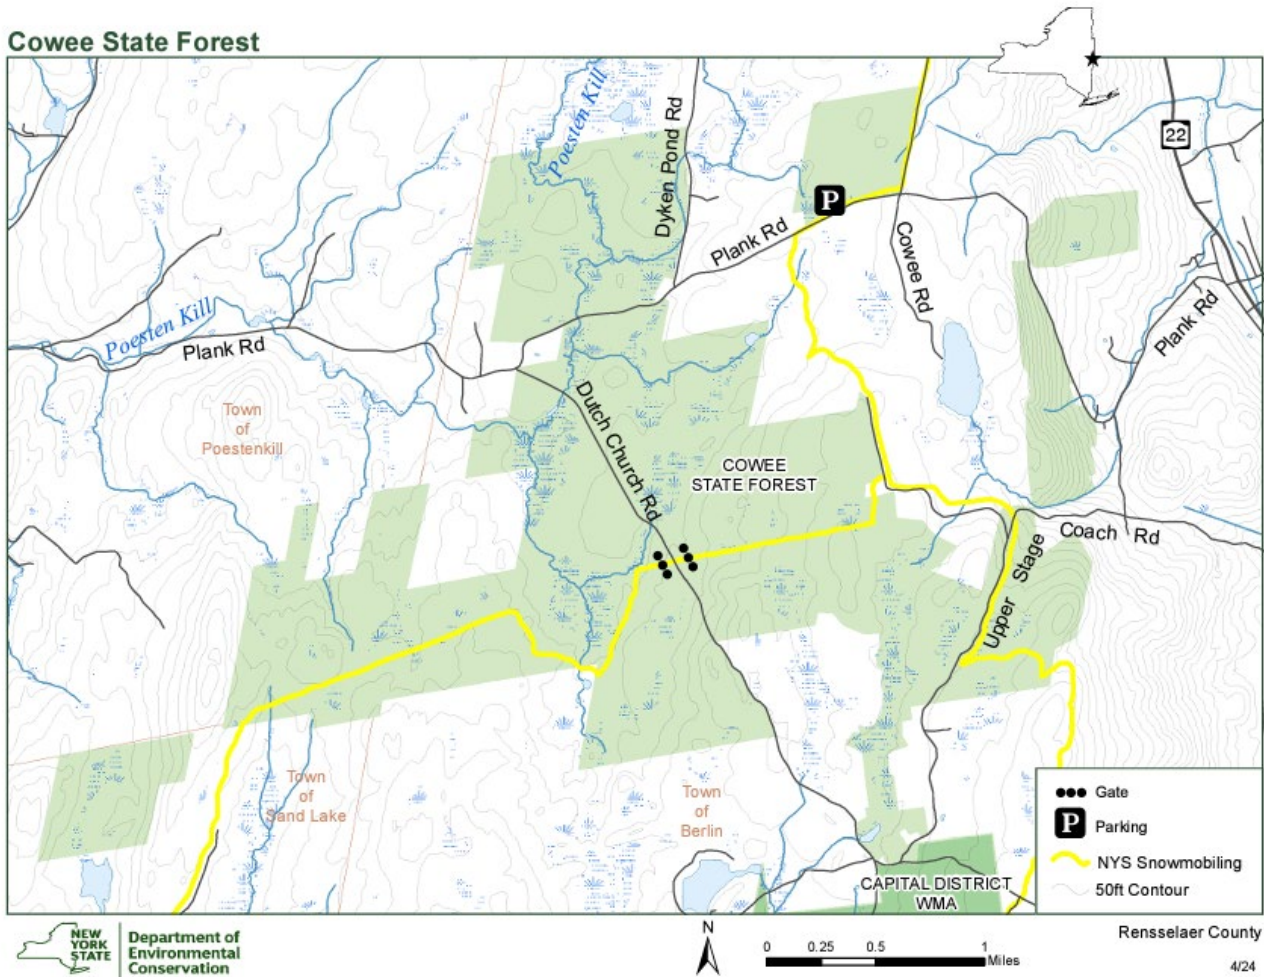 Cowee State Forest
22
Poesten Kill
Dyken Pond Rd
P
Plank Rd
Cowee Rd
Poesten Kill
Plank Rd
Plank Rd
Town
of
Poestenkill
Dutch Church Rd
COWEE
STATE FOREST
Coach Rd
Upper Stage
Town
of
Sand Lake
Town
of
Berlin
CAPITAL DISTRICT
WMA
Gate
P Parking
NYS Snowmobiling
50ft Contour
NEW
YORK
STATE
Department of
Environmental
Conservation
N
0 0.25 0.5 1
Miles
Rensselaer County
4/24